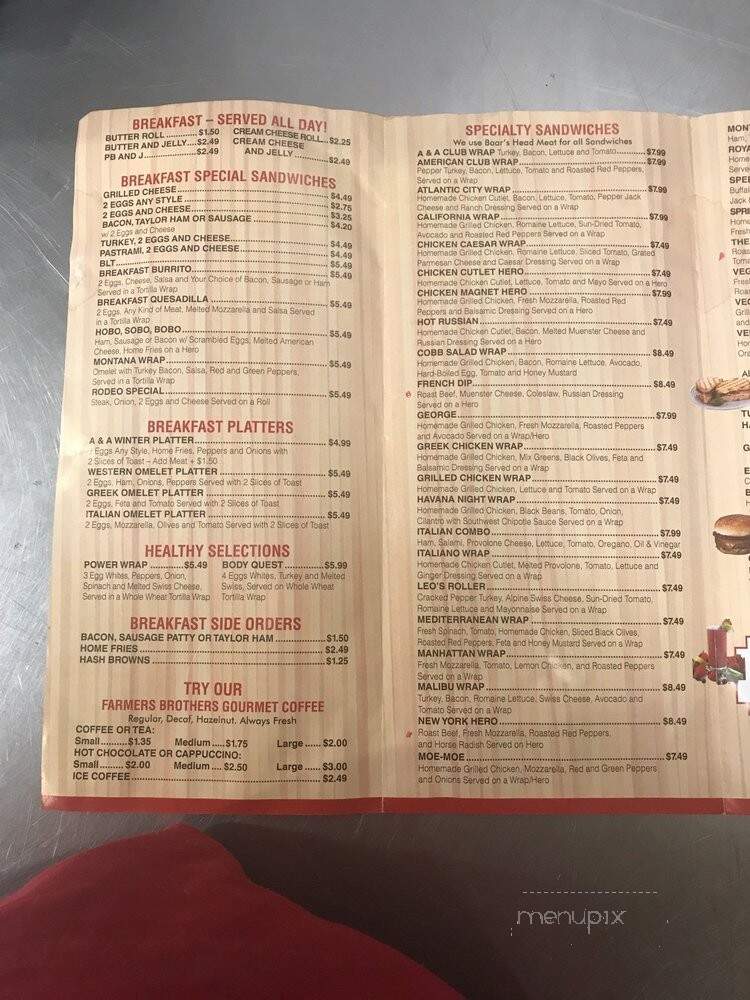 BREAKFAST – SERVED ALL DAY!
BUTTER ROLL $1.50
BUTTER AND JELLY $2.49
PB AND J $2.49
CREAM CHEESE ROLL $2.25
CREAM CHEESE
AND JELLY $2.49
BREAKFAST SPECIAL SANDWICHES
GRILLED CHEESE $4.49
2 EGGS ANY STYLE $2.75
2 EGGS AND CHEESE $3.25
BACON, TAYLOR HAM OR SAUSAGE $4.20
w/ 2 Eggs and Cheese
TURKEY, 2 EGGS AND CHEESE $4.49
PASTRAMI, 2 EGGS AND CHEESE $4.49
BLT $5.49
BREAKFAST BURRITO $5.49
2 Eggs, Cheese, Salsa and Your Choice of Bacon, Sausage or Ham
Served in a Tortilla Wrap
BREAKFAST QUESADILLA $5.49
2 Eggs, Any Kind of Meat, Melted Mozzarella and Salsa Served
in a Tortilla Wrap
HOBO, SOBO, BOBO $5.49
Ham, Sausage or Bacon w/ Scrambled Eggs, Melted American
Cheese, Home Fries on a Hero
MONTANA WRAP $5.49
Omelet with Turkey Bacon, Salsa, Red and Green Peppers,
Served in a Tortilla Wrap
RODEO SPECIAL $5.49
Steak, Onion, 2 Eggs and Cheese Served on a Roll
BREAKFAST PLATTERS
A & A WINTER PLATTER $4.99
Eggs Any Style, Home Fries, Peppers and Onions with
2 Slices of Toast – Add Meat + $1.50
WESTERN OMELET PLATTER $5.49
2 Eggs, Ham, Onions, Peppers Served with 2 Slices of Toast
GREEK OMELET PLATTER $5.49
2 Eggs, Feta and Tomato Served with 2 Slices of Toast
ITALIAN OMELET PLATTER $5.49
2 Eggs, Mozzarella, Olives and Tomato Served with 2 Slices of Toast
HEALTHY SELECTIONS
POWER WRAP $5.49
3 Egg Whites, Peppers, Onion,
Spinach and Melted Swiss Cheese,
Served in a Whole Wheat Tortilla Wrap
BODY QUEST $5.99
4 Eggs Whites, Turkey and Melted
Swiss, Served on Whole Wheat
Tortilla Wrap
BREAKFAST SIDE ORDERS
BACON, SAUSAGE PATTY OR TAYLOR HAM $1.50
HOME FRIES $2.49
HASH BROWNS $1.25
TRY OUR
FARMERS BROTHERS GOURMET COFFEE
Regular, Decaf, Hazelnut. Always Fresh
COFFEE OR TEA:
Small $1.35 Medium $1.75 Large $2.00
HOT CHOCOLATE OR CAPPUCCINO:
Small $2.00 Medium $2.50 Large $3.00
ICE COFFEE $2.49
SPECIALTY SANDWICHES
We use Boar's Head Meat for all Sandwiches
A & A CLUB WRAP Turkey, Bacon, Lettuce and Tomato $7.99
AMERICAN CLUB WRAP $7.99
Pepper Turkey, Bacon, Lettuce, Tomato and Roasted Red Peppers,
Served on a Wrap
ATLANTIC CITY WRAP $7.99
Homemade Chicken Cutlet, Bacon, Lettuce, Tomato, Pepper Jack
Cheese and Ranch Dressing Served on a Wrap
CALIFORNIA WRAP $7.99
Homemade Grilled Chicken, Romaine Lettuce, Sun-Dried Tomato,
Avocado and Roasted Red Peppers Served on a Wrap
CHICKEN CAESAR WRAP $7.49
Homemade Grilled Chicken, Romaine Lettuce, Sliced Tomato, Grated
Parmesan Cheese and Caesar Dressing Served on a Wrap
CHICKEN CUTLET HERO $7.49
Homemade Chicken Cutlet, Lettuce, Tomato and Mayo Served on a Hero
CHICKEN MAGNET HERO $7.99
Homemade Grilled Chicken, Fresh Mozzarella, Roasted Red
Peppers and Balsamic Dressing Served on a Hero
HOT RUSSIAN $7.49
Homemade Chicken Cutlet, Bacon, Melted Muenster Cheese and
Russian Dressing Served on a Hero
COBB SALAD WRAP $8.49
Homemade Grilled Chicken, Bacon, Romaine Lettuce, Avocado,
Hard-Boiled Egg, Tomato and Honey Mustard
FRENCH DIP $8.49
Roast Beef, Muenster Cheese, Coleslaw, Russian Dressing
Served on a Hero
GEORGE $7.99
Homemade Grilled Chicken, Fresh Mozzarella, Roasted Peppers
and Avocado Served on a Wrap/Hero
GREEK CHICKEN WRAP $7.49
Homemade Grilled Chicken, Mix Greens, Black Olives, Feta and
Balsamic Dressing Served on a Wrap
GRILLED CHICKEN WRAP $7.49
Homemade Grilled Chicken, Lettuce and Tomato Served on a Wrap
HAVANA NIGHT WRAP $7.49
Homemade Grilled Chicken, Black Beans, Tomato, Onion,
Cilantro with Southwest Chipotle Sauce Served on a Wrap
ITALIAN COMBO $7.99
Ham, Salami, Provolone Cheese, Lettuce, Tomato, Oregano, Oil & Vinegar
ITALIANO WRAP $7.49
Homemade Chicken Cutlet, Melted Provolone, Tomato, Lettuce and
Ginger Dressing Served on a Wrap
LEO'S ROLLER $7.49
Cracked Pepper Turkey, Alpine Swiss Cheese, Sun-Dried Tomato,
Romaine Lettuce and Mayonnaise Served on a Wrap
MEDITERRANEAN WRAP $7.49
Fresh Spinach, Tomato, Homemade Chicken, Sliced Black Olives,
Roasted Red Peppers, Feta and Honey Mustard Served on a Wrap
MANHATTAN WRAP $7.49
Fresh Mozzarella, Tomato, Lemon Chicken, and Roasted Peppers
Served on a Wrap
MALIBU WRAP $8.49
Turkey, Bacon, Romaine Lettuce, Swiss Cheese, Avocado and
Tomato Served on a Wrap
NEW YORK HERO $8.49
Roast Beef, Fresh Mozzarella, Roasted Red Peppers,
and Horse Radish Served on Hero
MOE-MOE $7.49
Homemade Grilled Chicken, Mozzarella, Red and Green Peppers
and Onions Served on a Wrap/Hero
menupix